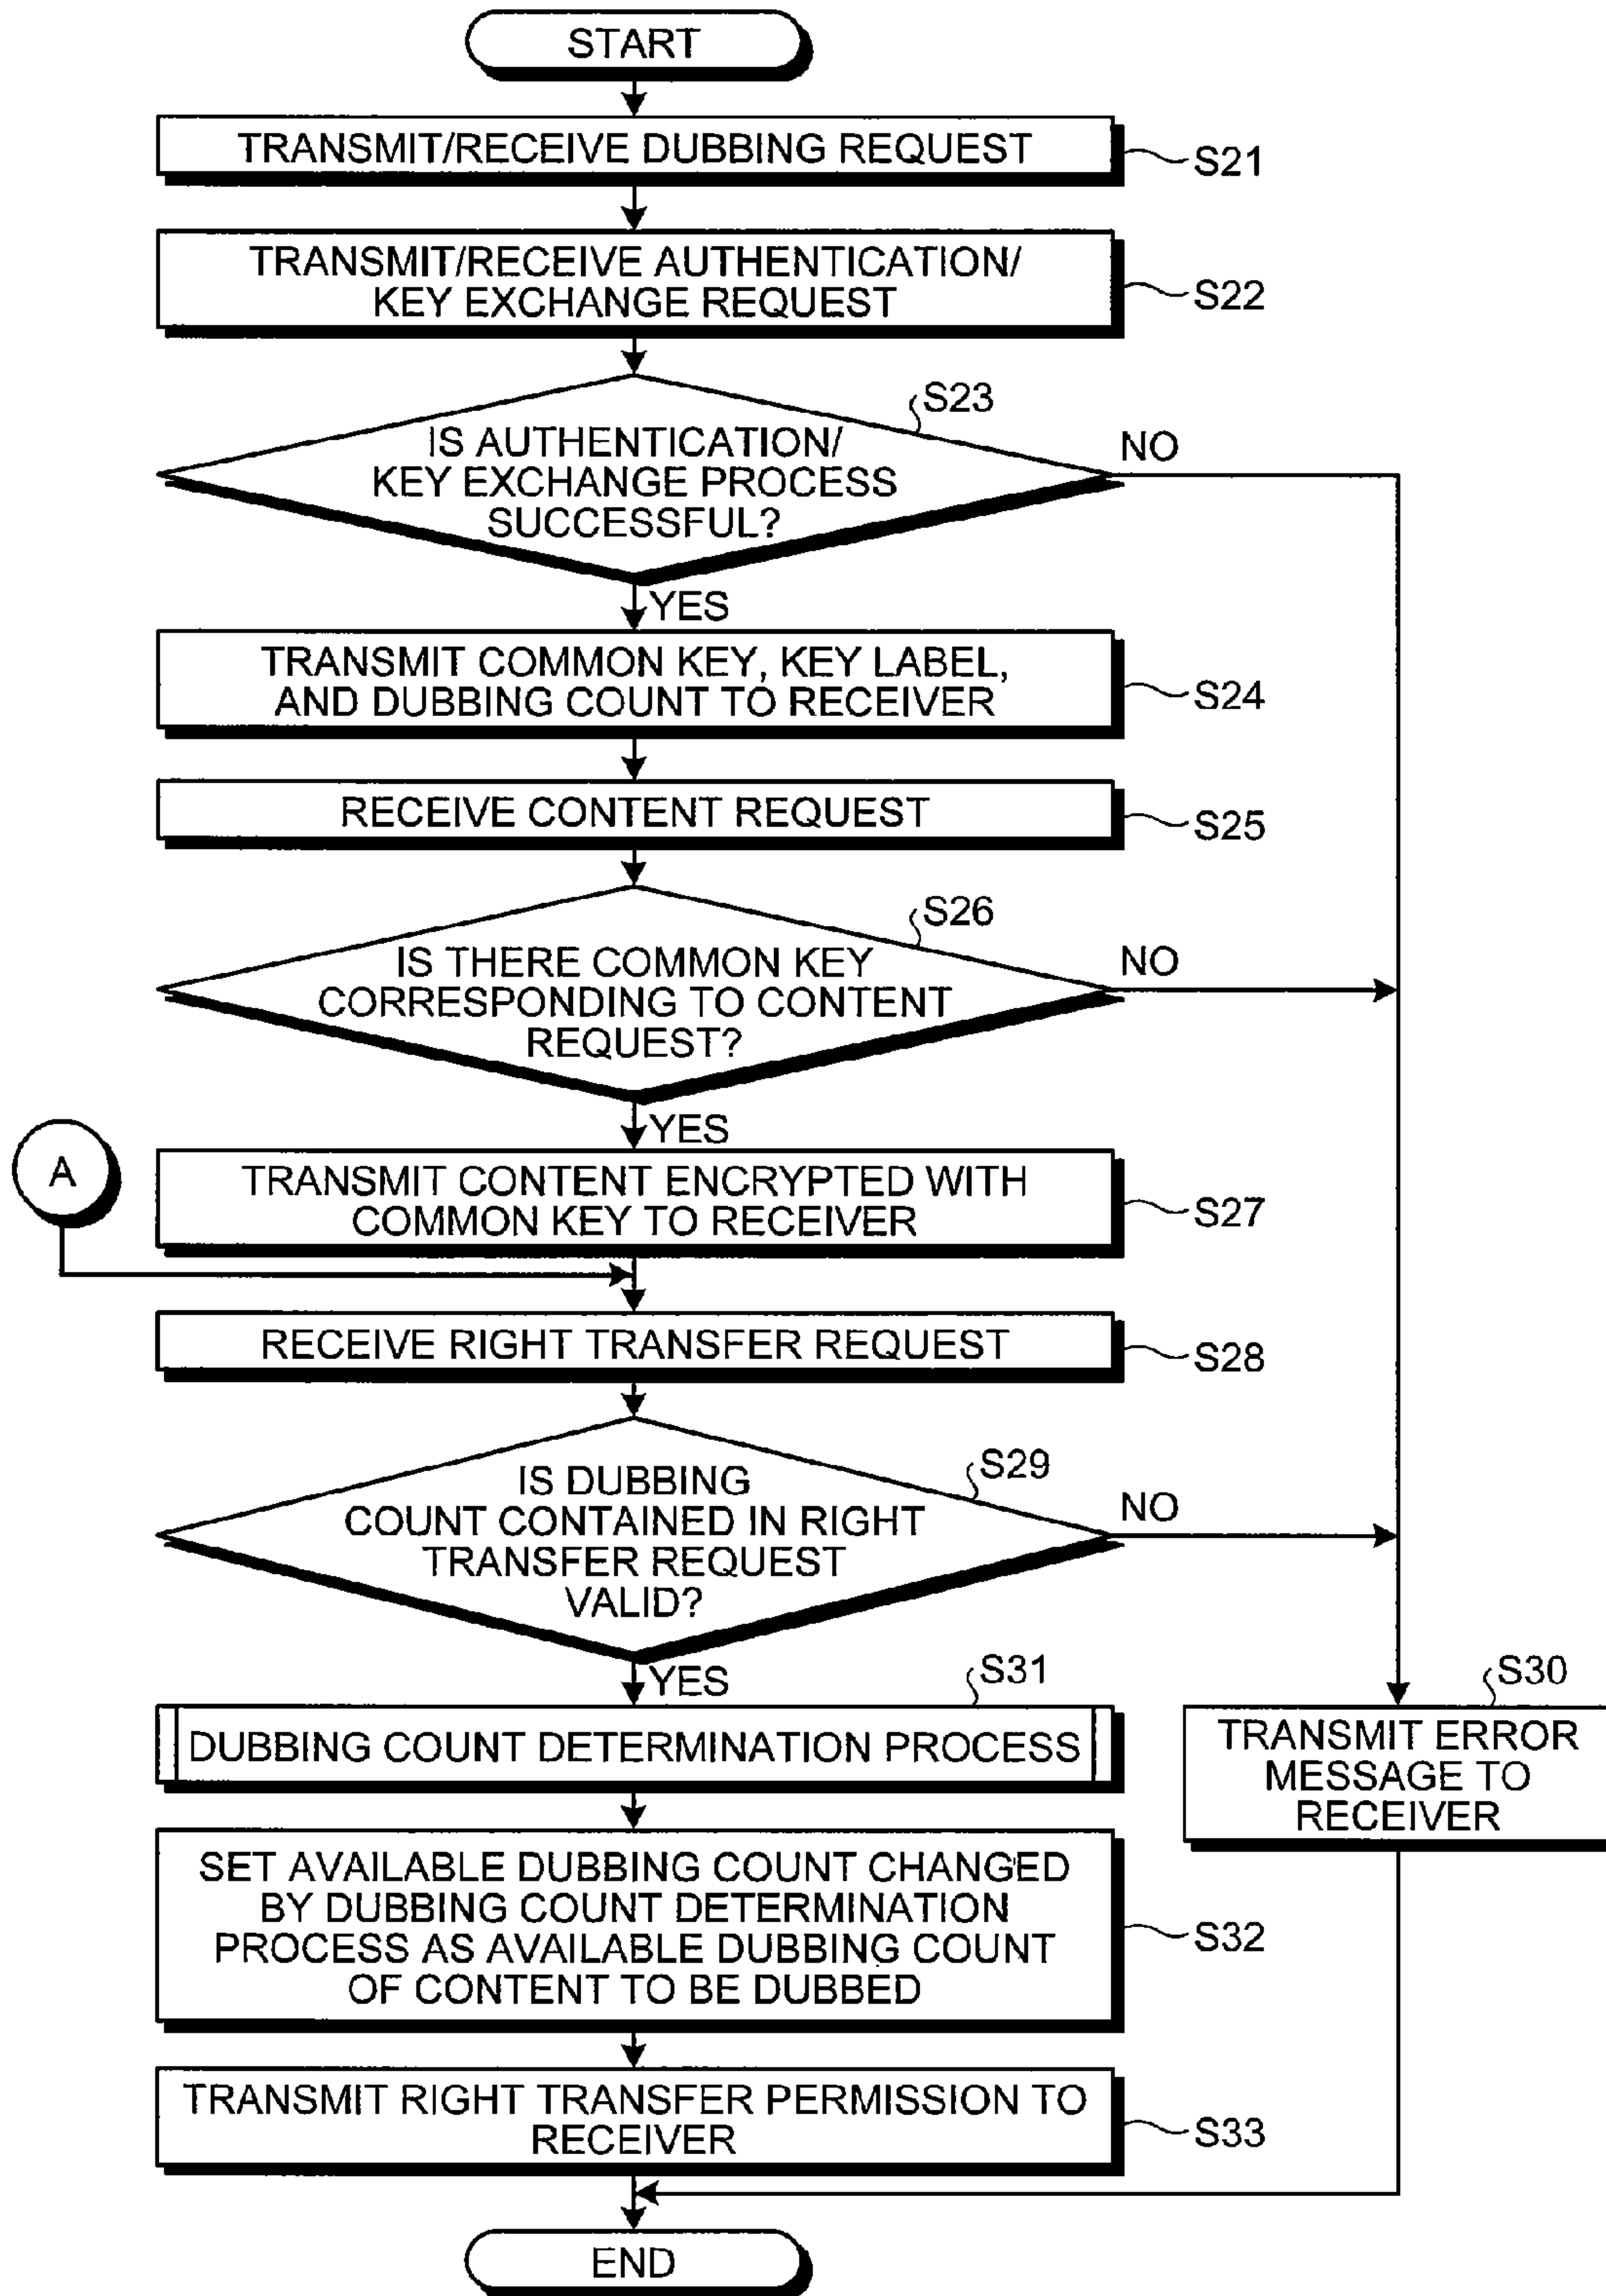 START
TRANSMIT/RECEIVE DUBBING REQUEST
S21
TRANSMIT/RECEIVE AUTHENTICATION/
KEY EXCHANGE REQUEST
S22
S23
IS AUTHENTICATION/
KEY EXCHANGE PROCESS
SUCCESSFUL?
NO
YES
TRANSMIT COMMON KEY, KEY LABEL,
AND DUBBING COUNT TO RECEIVER
S24
RECEIVE CONTENT REQUEST
S25
S26
IS THERE COMMON KEY
CORRESPONDING TO CONTENT
REQUEST?
NO
YES
A
TRANSMIT CONTENT ENCRYPTED WITH
COMMON KEY TO RECEIVER
S27
RECEIVE RIGHT TRANSFER REQUEST
S28
S29
IS DUBBING
COUNT CONTAINED IN RIGHT
TRANSFER REQUEST
VALID?
NO
YES
S31
DUBBING COUNT DETERMINATION PROCESS
S30
TRANSMIT ERROR
MESSAGE TO
RECEIVER
SET AVAILABLE DUBBING COUNT CHANGED
BY DUBBING COUNT DETERMINATION
PROCESS AS AVAILABLE DUBBING COUNT
OF CONTENT TO BE DUBBED
S32
TRANSMIT RIGHT TRANSFER PERMISSION TO
RECEIVER
S33
END